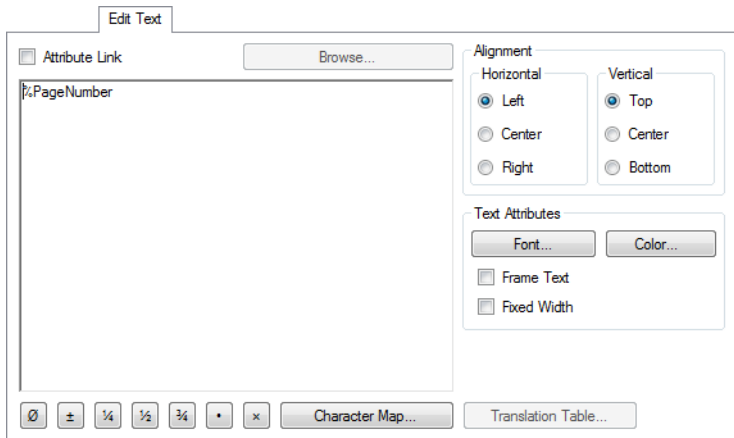 Edit Text
Attribute Link
Browse...
%PageNumber
Alignment
Horizontal
Left
Center
Right
Vertical
Top
Center
Bottom
Text Attributes
Font...
Color...
Frame Text
Fixed Width
Ø ± ¼ ½ ¾ • × Character Map... Translation Table...